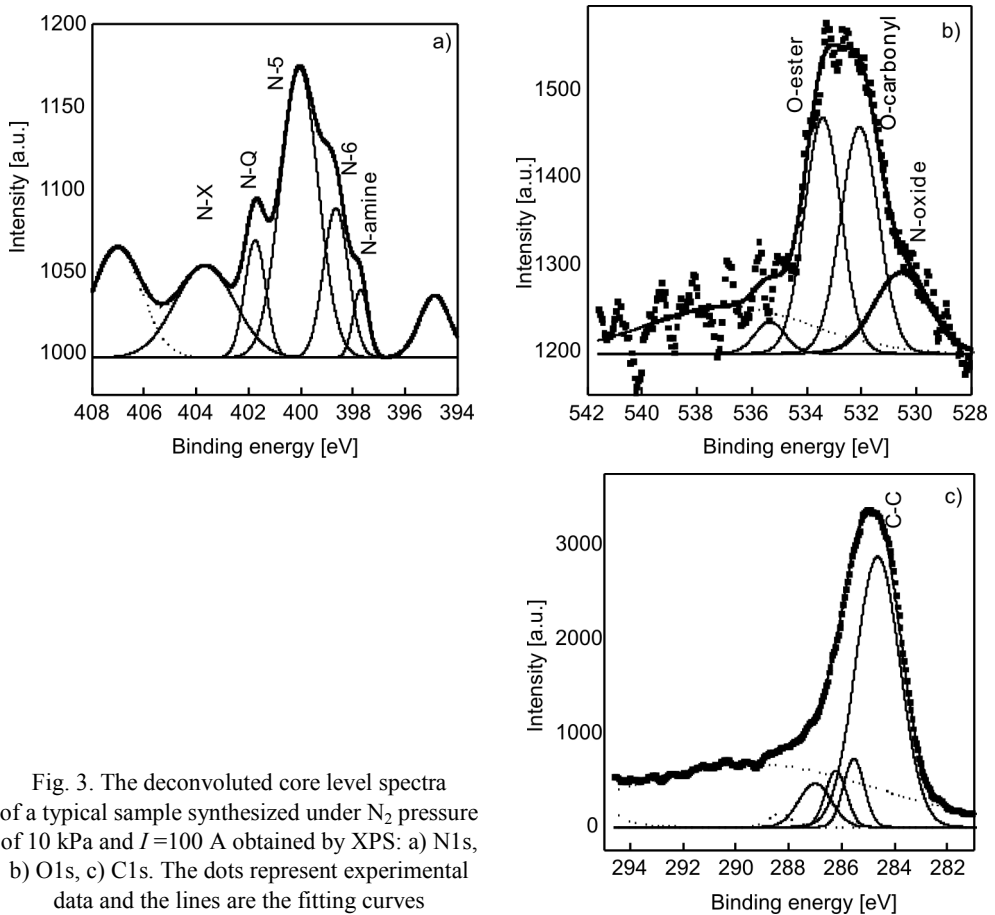 a)
1200
1150
1100
1050
1000
Intensity [a.u.]
N-X
N-Q
N-5
N-6
N-amine
408 406 404 402 400 398 396 394
Binding energy [eV]
b)
1500
1400
1300
1200
Intensity [a.u.]
O-ester
O-carbonyl
N-oxide
542 540 538 536 534 532 530 528
Binding energy [eV]
c)
3000
2000
1000
0
Intensity [a.u.]
C-C
294 292 290 288 286 284 282
Binding energy [eV]
Fig. 3. The deconvoluted core level spectra
of a typical sample synthesized under N₂ pressure
of 10 kPa and I =100 A obtained by XPS: a) N1s,
b) O1s, c) C1s. The dots represent experimental
data and the lines are the fitting curves